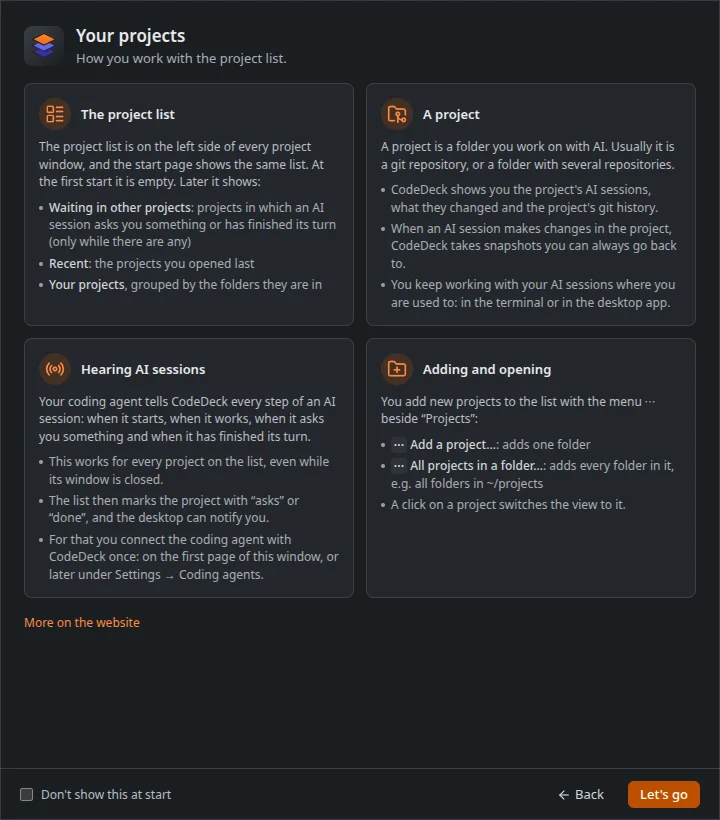 Your projects
How you work with the project list.
The project list
The project list is on the left side of every project
window, and the start page shows the same list. At
the first start it is empty. Later it shows:
• Waiting in other projects: projects in which an AI
session asks you something or has finished its turn
(only while there are any)
• Recent: the projects you opened last
• Your projects, grouped by the folders they are in
A project
A project is a folder you work on with AI. Usually it is
a git repository, or a folder with several repositories.
• CodeDeck shows you the project's AI sessions,
what they changed and the project's git history.
• When an AI session makes changes in the project,
CodeDeck takes snapshots you can always go back
to.
• You keep working with your AI sessions where you
are used to: in the terminal or in the desktop app.
Hearing AI sessions
Your coding agent tells CodeDeck every step of an AI
session: when it starts, when it works, when it asks
you something and when it has finished its turn.
• This works for every project on the list, even while
its window is closed.
• The list then marks the project with “asks” or
“done”, and the desktop can notify you.
• For that you connect the coding agent with
CodeDeck once: on the first page of this window, or
later under Settings → Coding agents.
Adding and opening
You add new projects to the list with the menu ···
beside “Projects”:
• ··· Add a project…: adds one folder
• ··· All projects in a folder…: adds every folder in it,
e.g. all folders in ~/projects
• A click on a project switches the view to it.
More on the website
Don't show this at start
← Back
Let's go